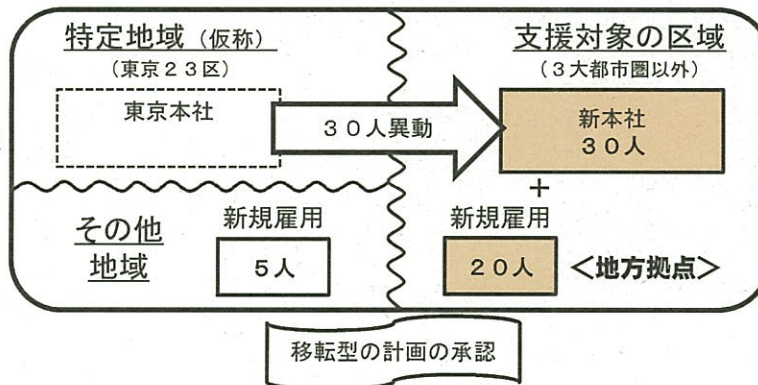 特定地域（仮称）
（東京２３区）
東京本社
３０人異動
支援対象の区域
（３大都市圏以外）
新本社
３０人
＋
その他
地域
新規雇用
５人
新規雇用
２０人
＜地方拠点＞
移転型の計画の承認